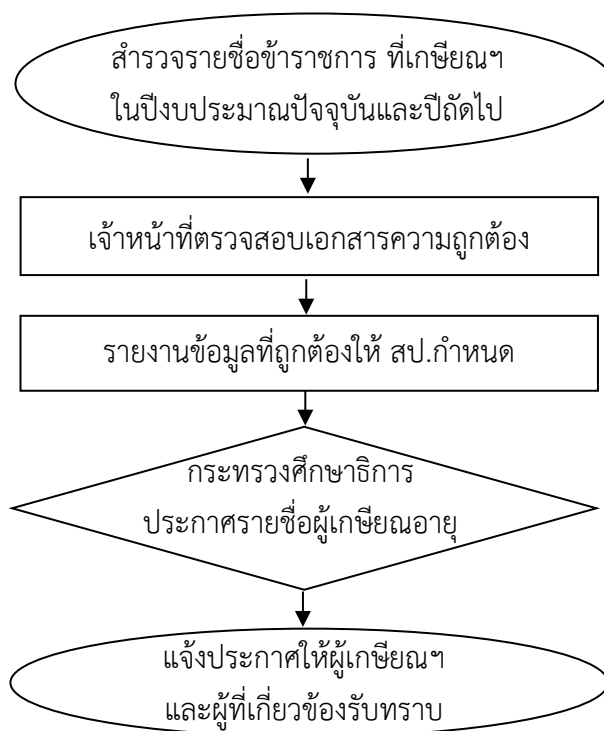 สำรวจรายชื่อข้าราชการ ที่เกษียณฯ
ในปีงบประมาณปัจจุบันและปีถัดไป
เจ้าหน้าที่ตรวจสอบเอกสารความถูกต้อง
รายงานข้อมูลที่ถูกต้องให้ สป.กำหนด
กระทรวงศึกษาธิการ
ประกาศรายชื่อผู้เกษียณอายุ
แจ้งประกาศให้ผู้เกษียณฯ
และผู้ที่เกี่ยวข้องรับทราบ